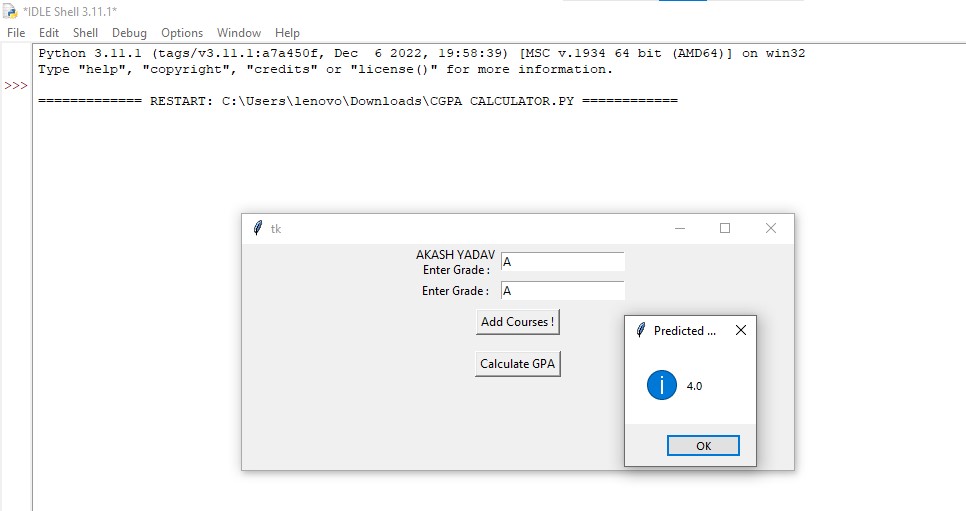 *IDLE Shell 3.11.1*
File Edit Shell Debug Options Window Help
Python 3.11.1 (tags/v3.11.1:a7a450f, Dec  6 2022, 19:58:39) [MSC v.1934 64 bit (AMD64)] on win32
Type "help", "copyright", "credits" or "license()" for more information.
>>>
============= RESTART: C:\Users\lenovo\Downloads\CGPA CALCULATOR.PY ============
tk
AKASH YADAV
Enter Grade : A
Enter Grade : A
Add Courses !
Calculate GPA
Predicted ...
4.0
OK